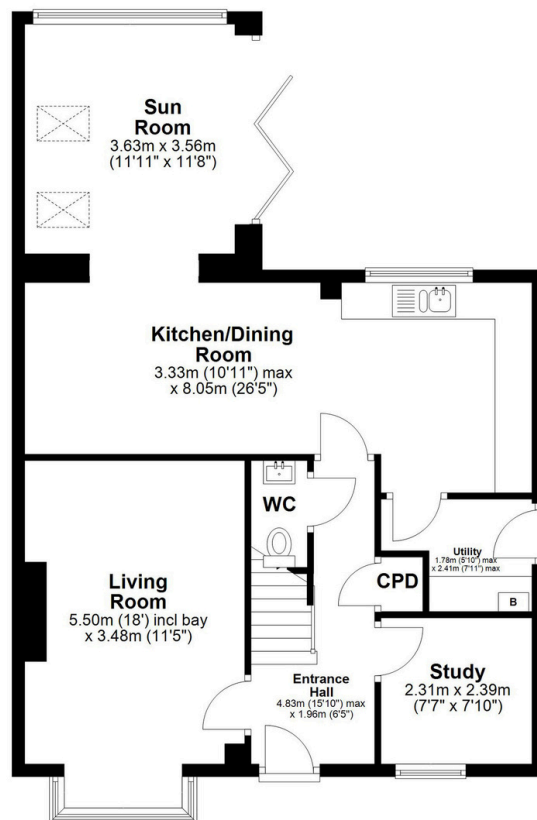 Sun
Room
3.63m x 3.56m
(11'11" x 11'8")
Kitchen/Dining
Room
3.33m (10'11") max
x 8.05m (26'5")
WC
Utility
1.78m (5'10") max
x 2.41m (7'11") max
CPD
B
Living
Room
5.50m (18') incl bay
x 3.48m (11'5")
Entrance
Hall
4.83m (15'10") max
x 1.96m (6'5")
Study
2.31m x 2.39m
(7'7" x 7'10")